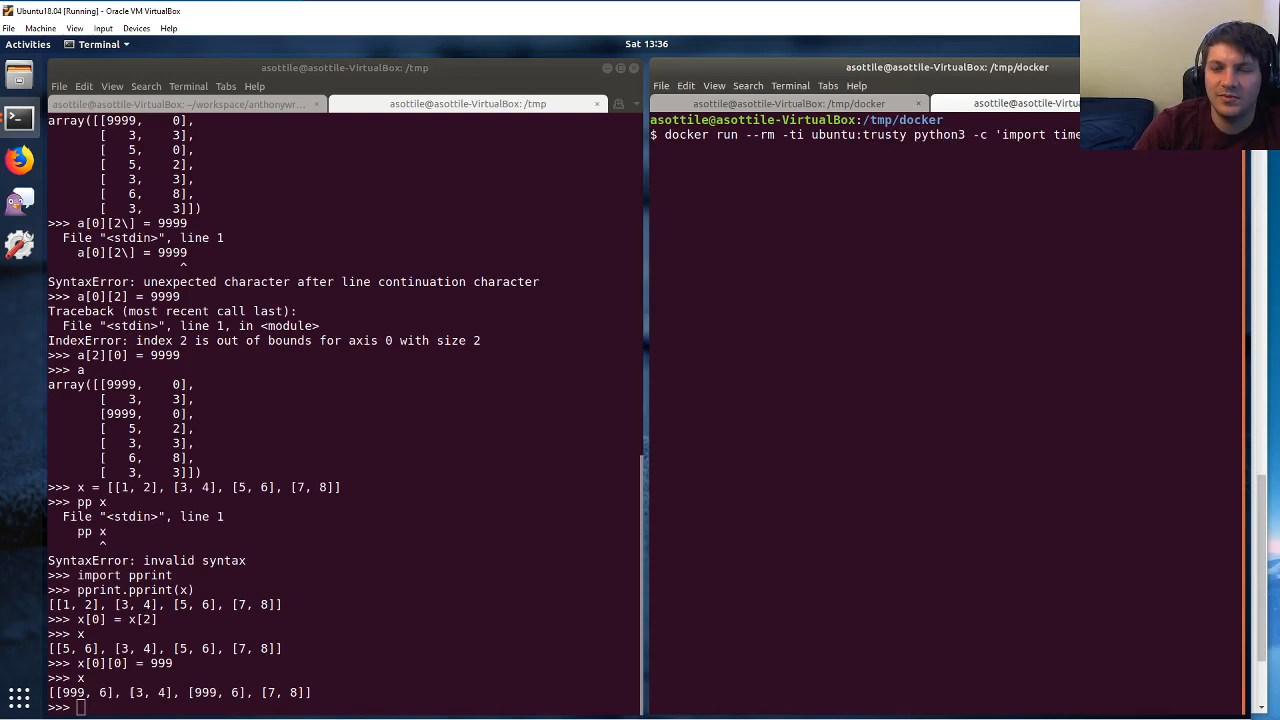 Ubuntu18.04 [Running] - Oracle VM VirtualBox
File Machine View Input Devices Help
Activities Terminal Sat 13:36
asottile@asottile-VirtualBox: /tmp
File Edit View Search Terminal Tabs Help
asottile@asottile-VirtualBox: ~/workspace/anthonywr... asottile@asottile-VirtualBox: /tmp
array([[9999,    0],
       [   3,    3],
       [   5,    0],
       [   5,    2],
       [   3,    3],
       [   6,    8],
       [   3,    3]])
>>> a[0][2\] = 9999
  File "<stdin>", line 1
    a[0][2\] = 9999
                  ^
SyntaxError: unexpected character after line continuation character
>>> a[0][2] = 9999
Traceback (most recent call last):
  File "<stdin>", line 1, in <module>
IndexError: index 2 is out of bounds for axis 0 with size 2
>>> a[2][0] = 9999
>>> a
array([[9999,    0],
       [   3,    3],
       [9999,    0],
       [   5,    2],
       [   3,    3],
       [   6,    8],
       [   3,    3]])
>>> x = [[1, 2], [3, 4], [5, 6], [7, 8]]
>>> pp x
  File "<stdin>", line 1
    pp x
       ^
SyntaxError: invalid syntax
>>> import pprint
>>> pprint.pprint(x)
[[1, 2], [3, 4], [5, 6], [7, 8]]
>>> x[0] = x[2]
>>> x
[[5, 6], [3, 4], [5, 6], [7, 8]]
>>> x[0][0] = 999
>>> x
[[999, 6], [3, 4], [999, 6], [7, 8]]
>>>
asottile@asottile-VirtualBox: /tmp/docker
File Edit View Search Terminal Tabs Help
asottile@asottile-VirtualBox: /tmp/docker asottile@asottile-VirtualBox: /tmp
asottile@asottile-VirtualBox:/tmp/docker
$ docker run --rm -ti ubuntu:trusty python3 -c 'import time